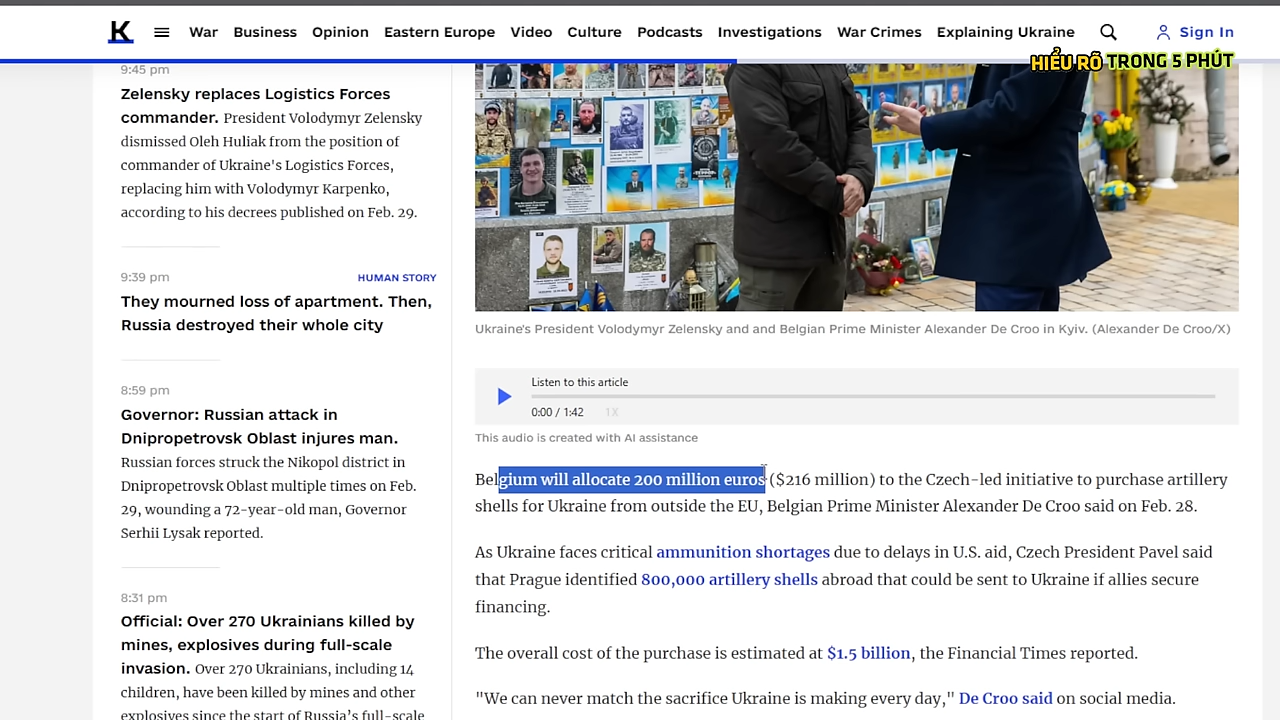 K
War
Business
Opinion
Eastern Europe
Video
Culture
Podcasts
Investigations
War Crimes
Explaining Ukraine
Sign In
HIỂU RÕ TRONG 5 PHÚT
9:45 pm
Zelensky replaces Logistics Forces
commander. President Volodymyr Zelensky
dismissed Oleh Huliak from the position of
commander of Ukraine's Logistics Forces,
replacing him with Volodymyr Karpenko,
according to his decrees published on Feb. 29.
9:39 pm
HUMAN STORY
They mourned loss of apartment. Then,
Russia destroyed their whole city
8:59 pm
Governor: Russian attack in
Dnipropetrovsk Oblast injures man.
Russian forces struck the Nikopol district in
Dnipropetrovsk Oblast multiple times on Feb.
29, wounding a 72-year-old man, Governor
Serhii Lysak reported.
8:31 pm
Official: Over 270 Ukrainians killed by
mines, explosives during full-scale
invasion. Over 270 Ukrainians, including 14
children, have been killed by mines and other
explosives since the start of Russia's full-scale
Ukraine's President Volodymyr Zelensky and and Belgian Prime Minister Alexander De Croo in Kyiv. (Alexander De Croo/X)
Listen to this article
0:00 / 1:42
1X
This audio is created with AI assistance
Belgium will allocate 200 million euros ($216 million) to the Czech-led initiative to purchase artillery
shells for Ukraine from outside the EU, Belgian Prime Minister Alexander De Croo said on Feb. 28.
As Ukraine faces critical ammunition shortages due to delays in U.S. aid, Czech President Pavel said
that Prague identified 800,000 artillery shells abroad that could be sent to Ukraine if allies secure
financing.
The overall cost of the purchase is estimated at $1.5 billion, the Financial Times reported.
"We can never match the sacrifice Ukraine is making every day," De Croo said on social media.